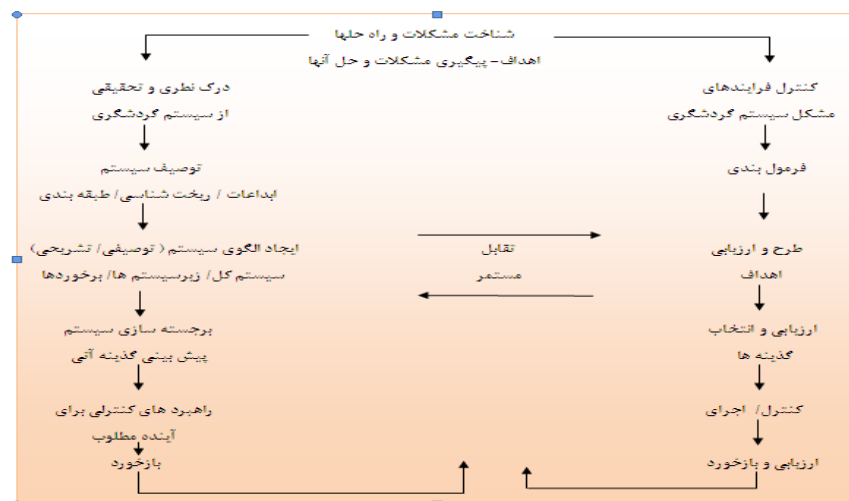 شناخت مشکلات و راه حلها
اهداف- پیگیری مشکلات و حل آنها
کنترل فرایندهای
مشکل سیستم گردشگری
فرمول بندی
طرح و ارزیابی
اهداف
ارزیابی و انتخاب
گذینه ها
کنترل/ اجرای
ارزیابی و بازخورد
تقابل
مستمر
درک نطری و تحقیقی
از سیستم گردشگری
توصیف سیستم
ابداعات / ریخت شناسی/ طبقه بندی
ایجاد الگوی سیستم ( توصیفی/ تشریحی)
سیستم کل/ زیرسیستم ها/ برخوردها
برجسته سازی سیستم
پیش بینی گذینه آتی
راهبرد های کنترلی برای
آینده مطلوب
بازخورد